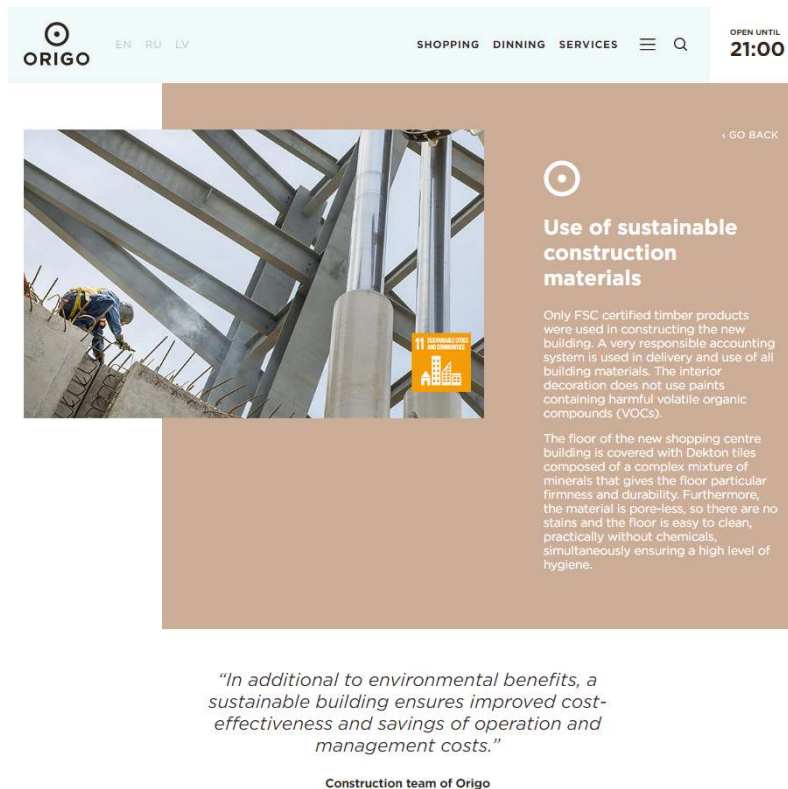 ORIGO
EN RU LV
SHOPPING DINNING SERVICES
OPEN UNTIL
21:00
‹ GO BACK
Use of sustainable
construction
materials
Only FSC certified timber products
were used in constructing the new
building. A very responsible accounting
system is used in delivery and use of all
building materials. The interior
decoration does not use paints
containing harmful volatile organic
compounds (VOCs).
The floor of the new shopping centre
building is covered with Dekton tiles
composed of a complex mixture of
minerals that gives the floor particular
firmness and durability. Furthermore,
the material is pore-less, so there are no
stains and the floor is easy to clean,
practically without chemicals,
simultaneously ensuring a high level of
hygiene.
11 SUSTAINABLE CITIES
AND COMMUNITIES
“In additional to environmental benefits, a
sustainable building ensures improved cost-
effectiveness and savings of operation and
management costs.”
Construction team of Origo